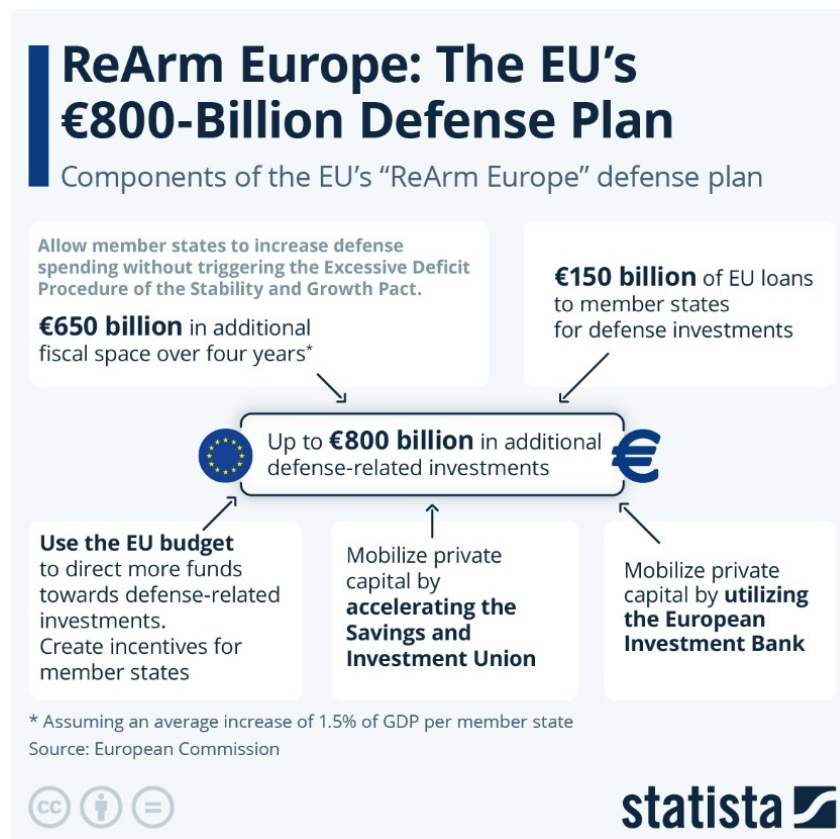 ReArm Europe: The EU’s
€800-Billion Defense Plan
Components of the EU’s “ReArm Europe” defense plan
Allow member states to increase defense
spending without triggering the Excessive Deficit
Procedure of the Stability and Growth Pact.
€650 billion in additional
fiscal space over four years*
€150 billion of EU loans
to member states
for defense investments
Up to €800 billion in additional
defense-related investments
€
Use the EU budget
to direct more funds
towards defense-related
investments.
Create incentives for
member states
Mobilize private
capital by
accelerating the
Savings and
Investment Union
Mobilize private
capital by utilizing
the European
Investment Bank
* Assuming an average increase of 1.5% of GDP per member state
Source: European Commission
cc
statista